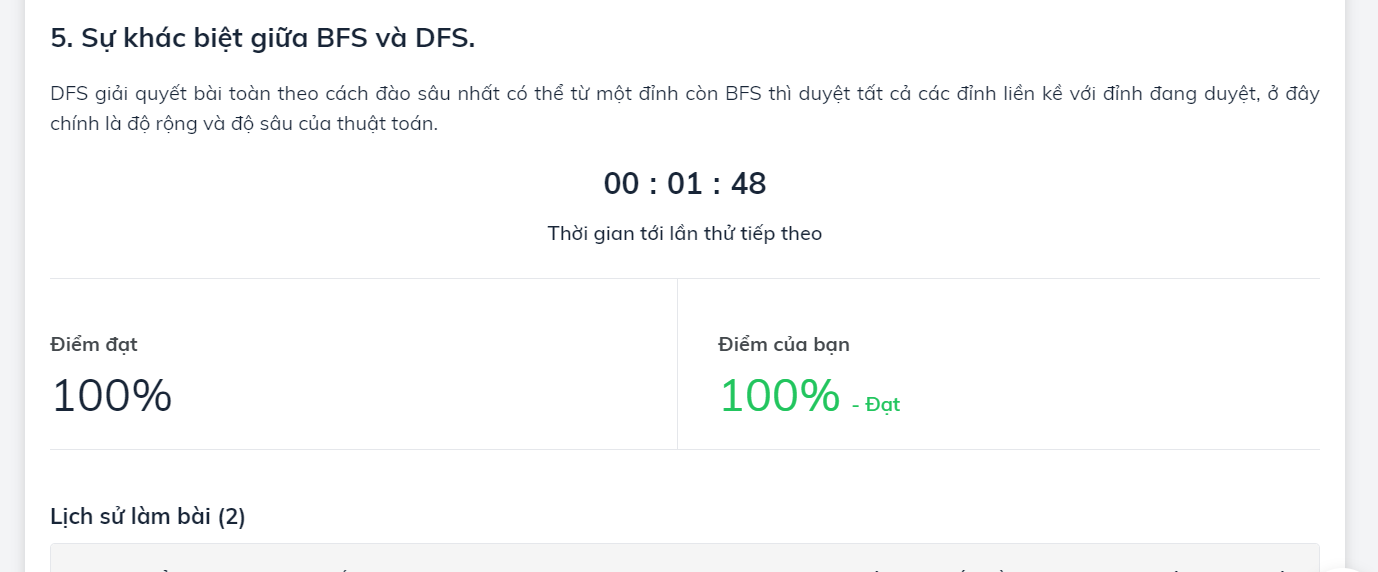 5. Sự khác biệt giữa BFS và DFS.
DFS giải quyết bài toàn theo cách đào sâu nhất có thể từ một đỉnh còn BFS thì duyệt tất cả các đỉnh liền kề với đỉnh đang duyệt, ở đây
chính là độ rộng và độ sâu của thuật toán.
00 : 01 : 48
Thời gian tới lần thử tiếp theo
Điểm đạt
100%
Điểm của bạn
100% - Đạt
Lịch sử làm bài (2)